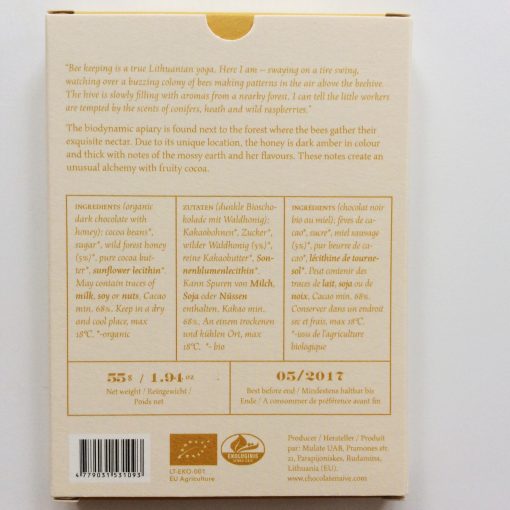 "Bee keeping is a true Lithuanian yoga. Here I am – swaying on a tire swing,
watching over a buzzing colony of bees making patterns in the air above the beehive.
The hive is slowly filling with aromas from a nearby forest. I can tell the little workers
are tempted by the scents of conifers, heath and wild raspberries."
The biodynamic apiary is found next to the forest where the bees gather their
exquisite nectar. Due to its unique location, the honey is dark amber in colour
and thick with notes of the mossy earth and her flavours. These notes create an
unusual alchemy with fruity cocoa.
INGREDIENTS (organic
dark chocolate with
honey): cocoa beans*,
sugar*, wild forest honey
(5%)*, pure cocoa but-
ter*, sunflower lecithin*.
May contain traces of
milk, soy or nuts. Cacao
min. 68%. Keep in a dry
and cool place, max
18°C. *-organic
ZUTATEN (dunkle Bioscho-
kolade mit Waldhonig):
Kakaobohnen*, Zucker*,
wilder Waldhonig (5%)*,
reine Kakaobutter*, Son-
nenblumenlecithin*.
Kann Spuren von Milch,
Soja oder Nüssen
enthalten. Kakao min.
68%. An einem trockenen
und kühlen Ort, max
18°C. *- bio
INGRÉDIENTS (chocolat noir
bio ou miel): fèves de ca-
cao*, sucre*, miel sauvage
(5%)*, pur beurre de ca-
cao*, lécithine de tourne-
sol*. Peut contenir des
traces de lait, soja ou de
noix. Cacao min. 68%.
Conserver dans un endroit
sec et frais, max 18°C.
*-issu de l'agriculture
biologique
55g / 1.94 oz
Net weight / Reingewicht /
Poids net
05/2017
Best before end / Mindestens haltbar bis
Ende / A consommer de préférence avant fin
4 779031 531093
LT-EKO-001
EU Agriculture
EKOLOGINIS
Producer / Hersteller / Produit
par: Mulate UAB, Pramones str.
21, Parapijoniskes, Rudamina,
Lithuania (EU).
www.chocolatenaive.com